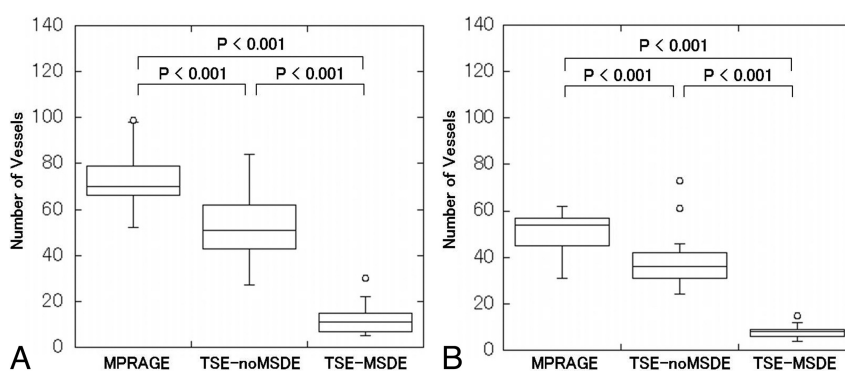 A
Number of Vessels
140
120
100
80
60
40
20
0
P < 0.001
P < 0.001 P < 0.001
MPRAGE TSE-noMSDE TSE-MSDE
B
Number of Vessels
140
120
100
80
60
40
20
0
P < 0.001
P < 0.001 P < 0.001
MPRAGE TSE-noMSDE TSE-MSDE